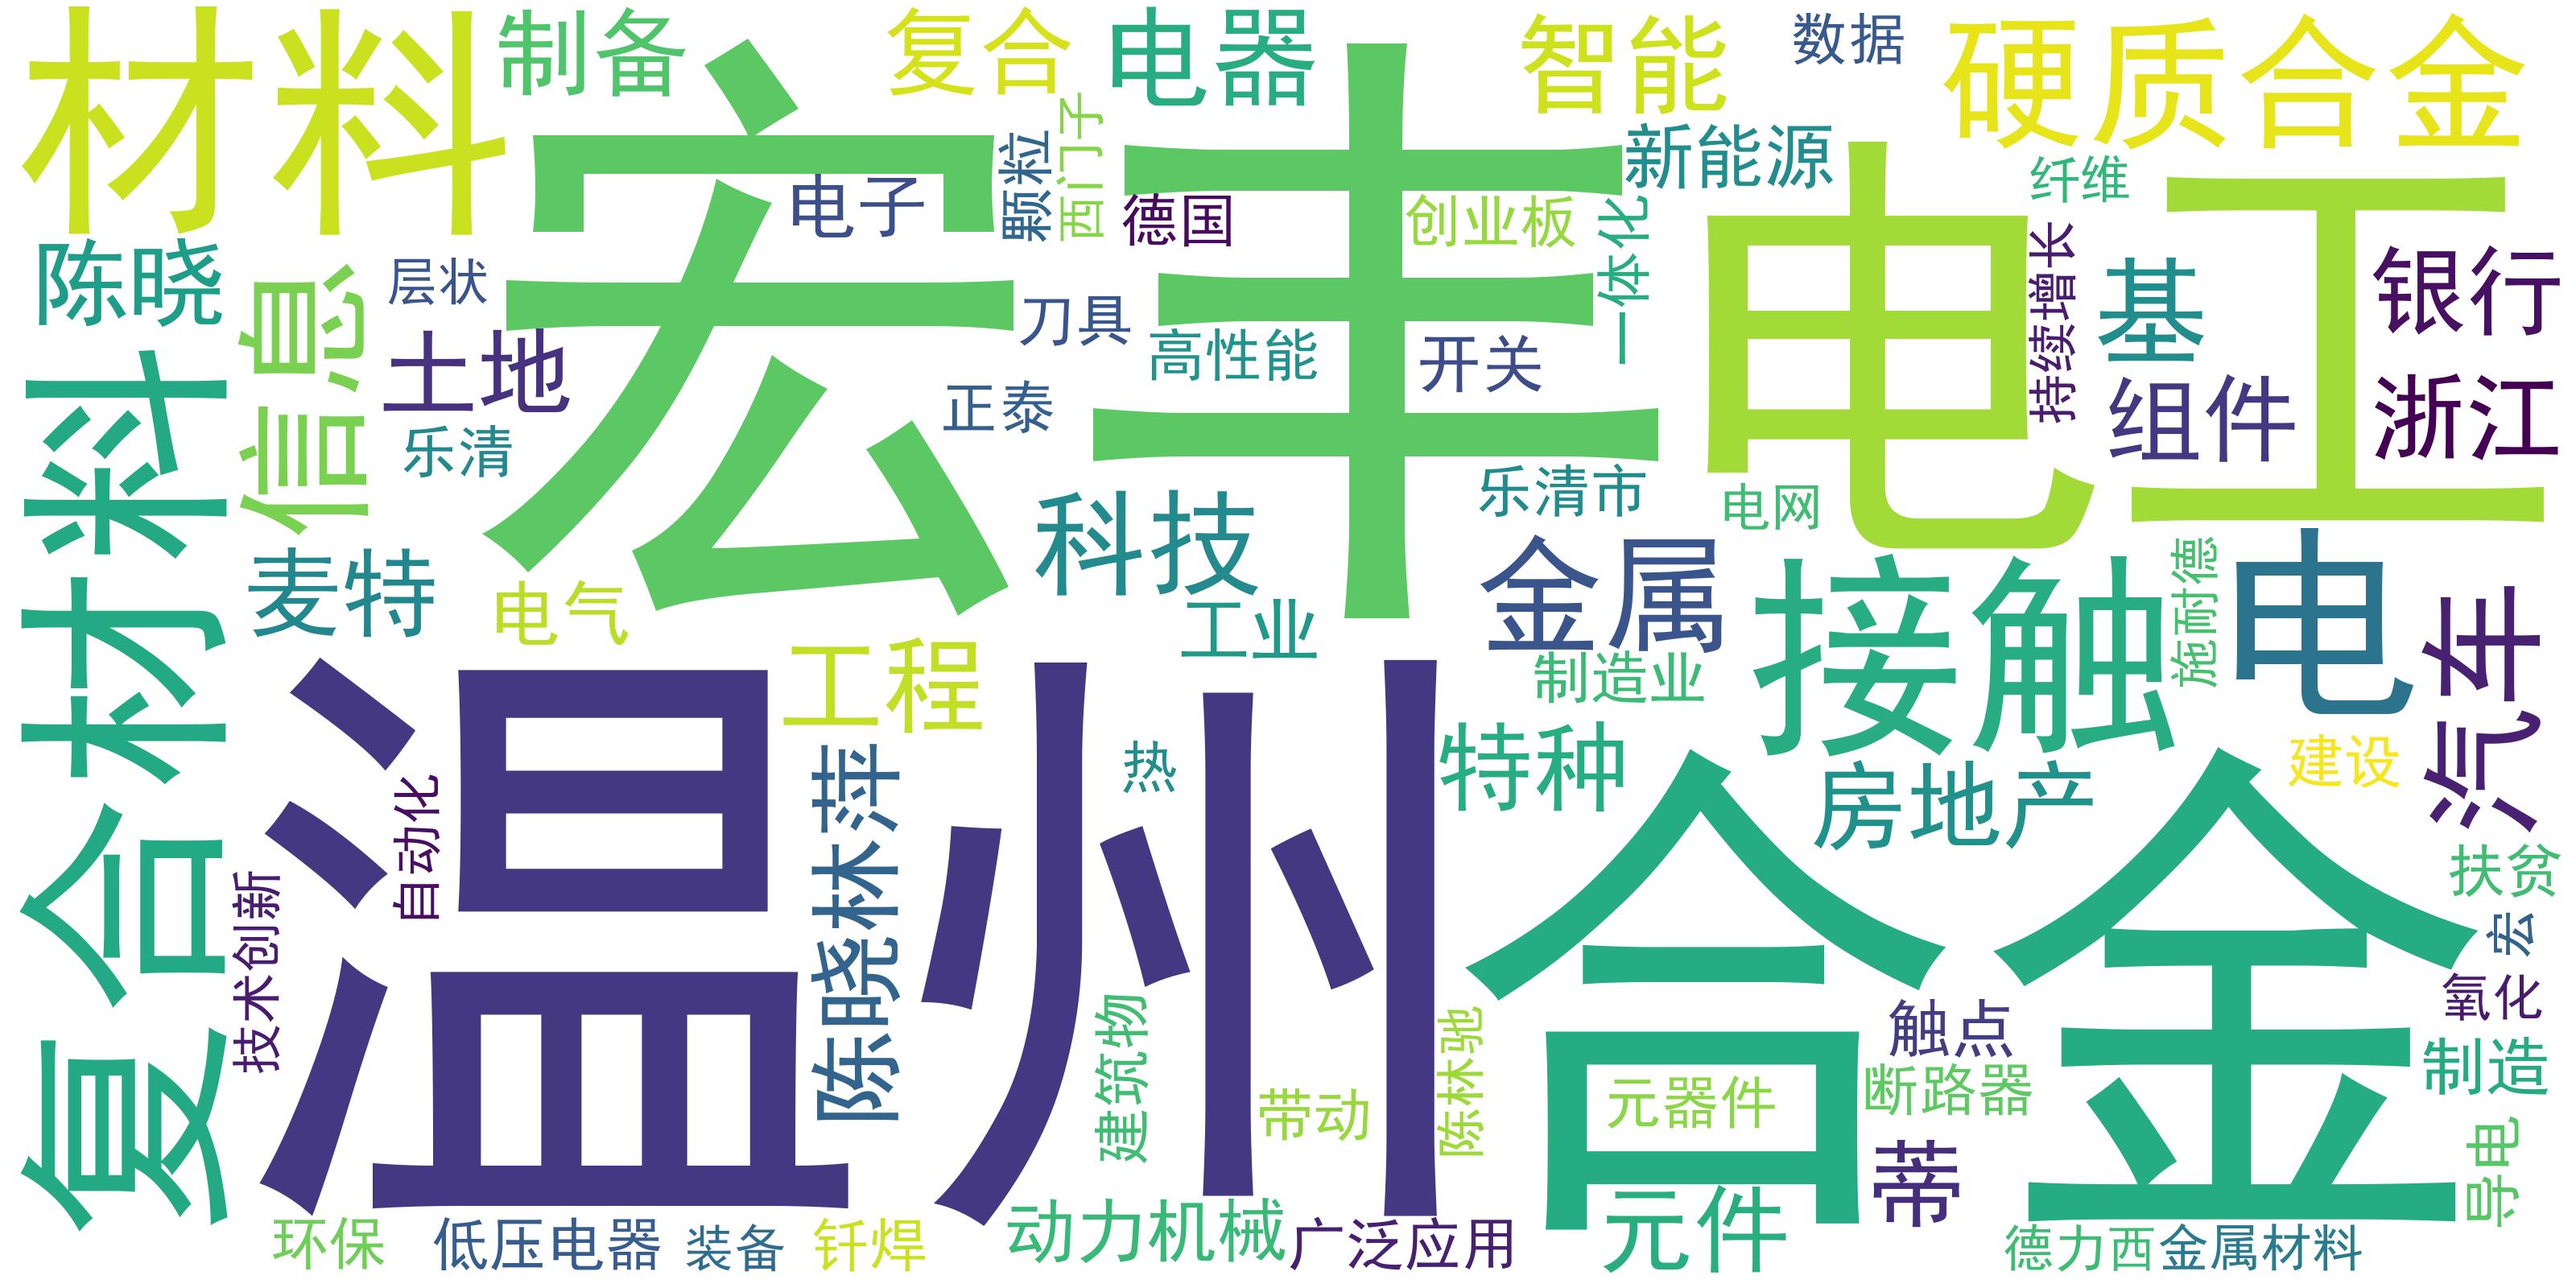 材料
制备
复合
电器
智能
数据
硬质合金
宏丰
电工
新能源
纤维
电子
颗粒
西门子
德国
创业板
一体化
持续增长
陈晓
信息
层状
土地
乐清
刀具
高性能
正泰
开关
基
组件
银行
浙江
复合材料
麦特
电气
科技
工业
乐清市
电网
金属
制造业
接触
施耐德
电
汽车
工程
温州
自动化
技术创新
陈晓林萍
热
特种
房地产
建设
合金
扶贫
宏
氧化
制造
导电
建筑物
带动
陈林驰
元器件
触点
断路器
蒂
元件
环保
低压电器
装备
钎焊
动力机械
广泛应用
德力西
金属材料